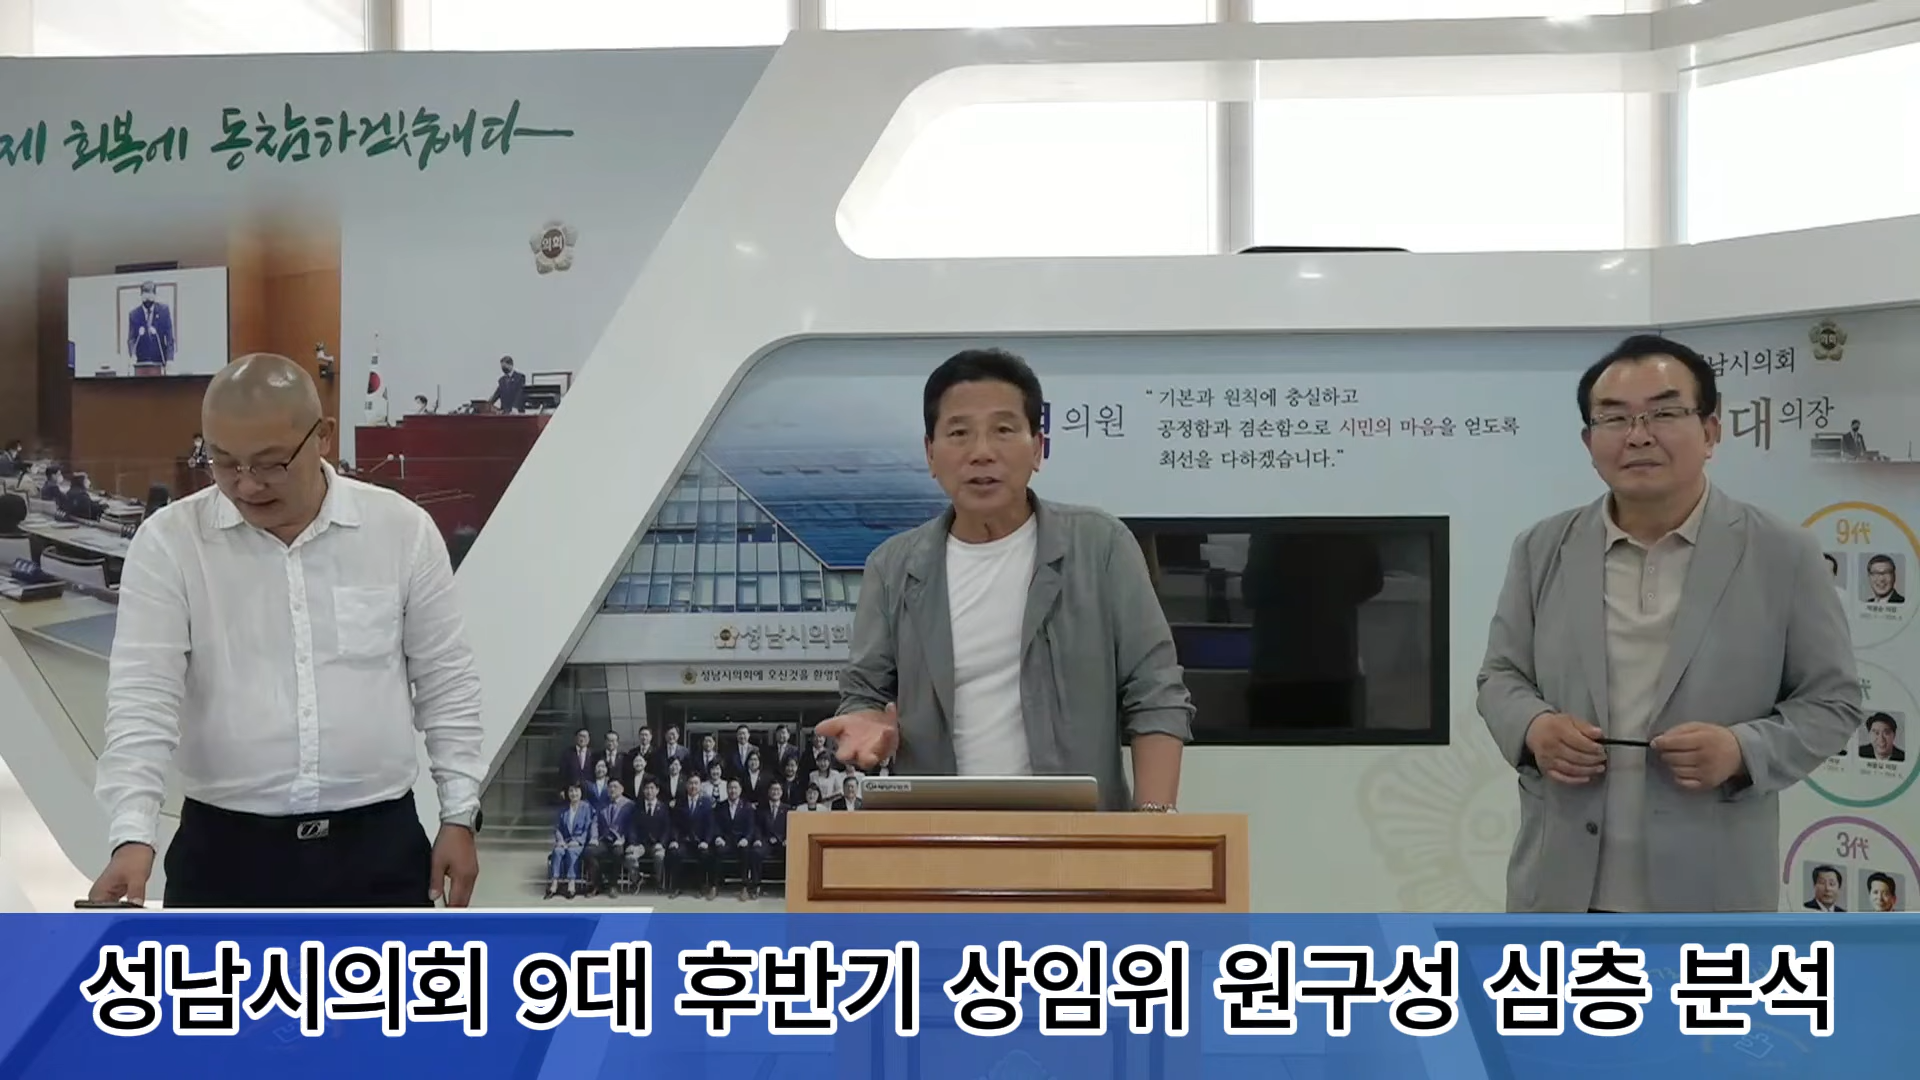 제 회복에 동참하겠습니다
의회
의원
“기본과 원칙에 충실하고
공정함과 겸손함으로 시민의 마음을 얻도록
최선을 다하겠습니다.”
남시의회
대 의장
의회
9代
성남시의회
성남시의회에 오신것을 환영합
3代
성남시의회 9대 후반기 상임위 원구성 심층 분석